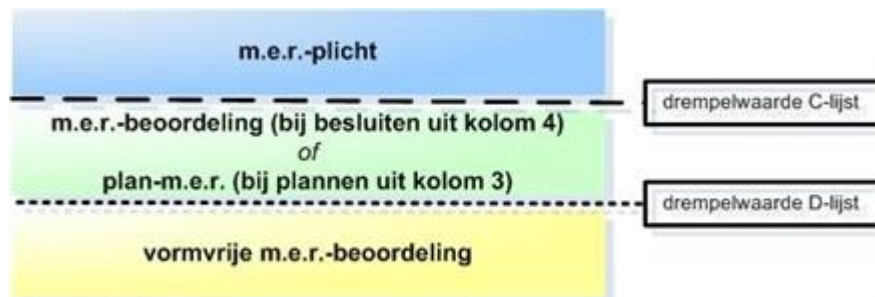 m.e.r.-plicht
drempelwaarde C-lijst
m.e.r.-beoordeling (bij besluiten uit kolom 4)
of
plan-m.e.r. (bij plannen uit kolom 3)
drempelwaarde D-lijst
vormvrije m.e.r.-beoordeling